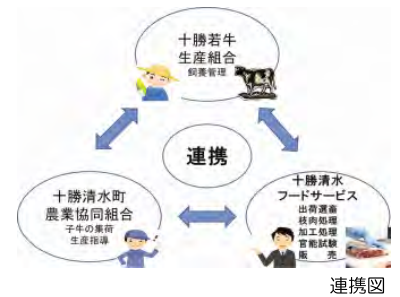 十勝若牛
生産組合
飼養管理
連携
十勝清水町
農業協同組合
子牛の集荷
生産指導
十勝清水
フードサービス
出荷選畜
枝肉処理
加工処理
官能試験
販　売
連携図